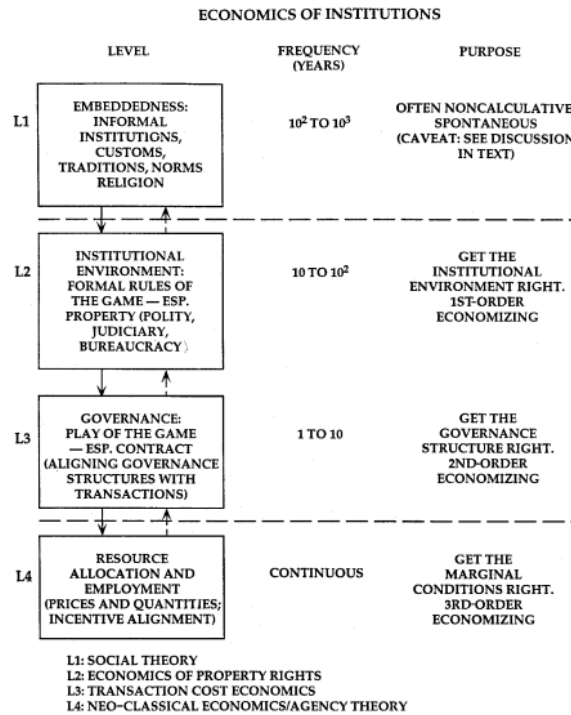 ECONOMICS OF INSTITUTIONS
LEVEL
FREQUENCY
(YEARS)
PURPOSE
L1
EMBEDDEDNESS:
INFORMAL
INSTITUTIONS,
CUSTOMS,
TRADITIONS, NORMS
RELIGION
10² TO 10³
OFTEN NONCALCULATIVE
SPONTANEOUS
(CAVEAT: SEE DISCUSSION
IN TEXT)
L2
INSTITUTIONAL
ENVIRONMENT:
FORMAL RULES OF
THE GAME — ESP.
PROPERTY (POLITY,
JUDICIARY,
BUREAUCRACY)
10 TO 10²
GET THE
INSTITUTIONAL
ENVIRONMENT RIGHT.
1ST-ORDER
ECONOMIZING
L3
GOVERNANCE:
PLAY OF THE GAME
— ESP. CONTRACT
(ALIGNING GOVERNANCE
STRUCTURES WITH
TRANSACTIONS)
1 TO 10
GET THE
GOVERNANCE
STRUCTURE RIGHT.
2ND-ORDER
ECONOMIZING
L4
RESOURCE
ALLOCATION AND
EMPLOYMENT
(PRICES AND QUANTITIES;
INCENTIVE ALIGNMENT)
CONTINUOUS
GET THE
MARGINAL
CONDITIONS RIGHT.
3RD-ORDER
ECONOMIZING
L1: SOCIAL THEORY
L2: ECONOMICS OF PROPERTY RIGHTS
L3: TRANSACTION COST ECONOMICS
L4: NEO-CLASSICAL ECONOMICS/AGENCY THEORY